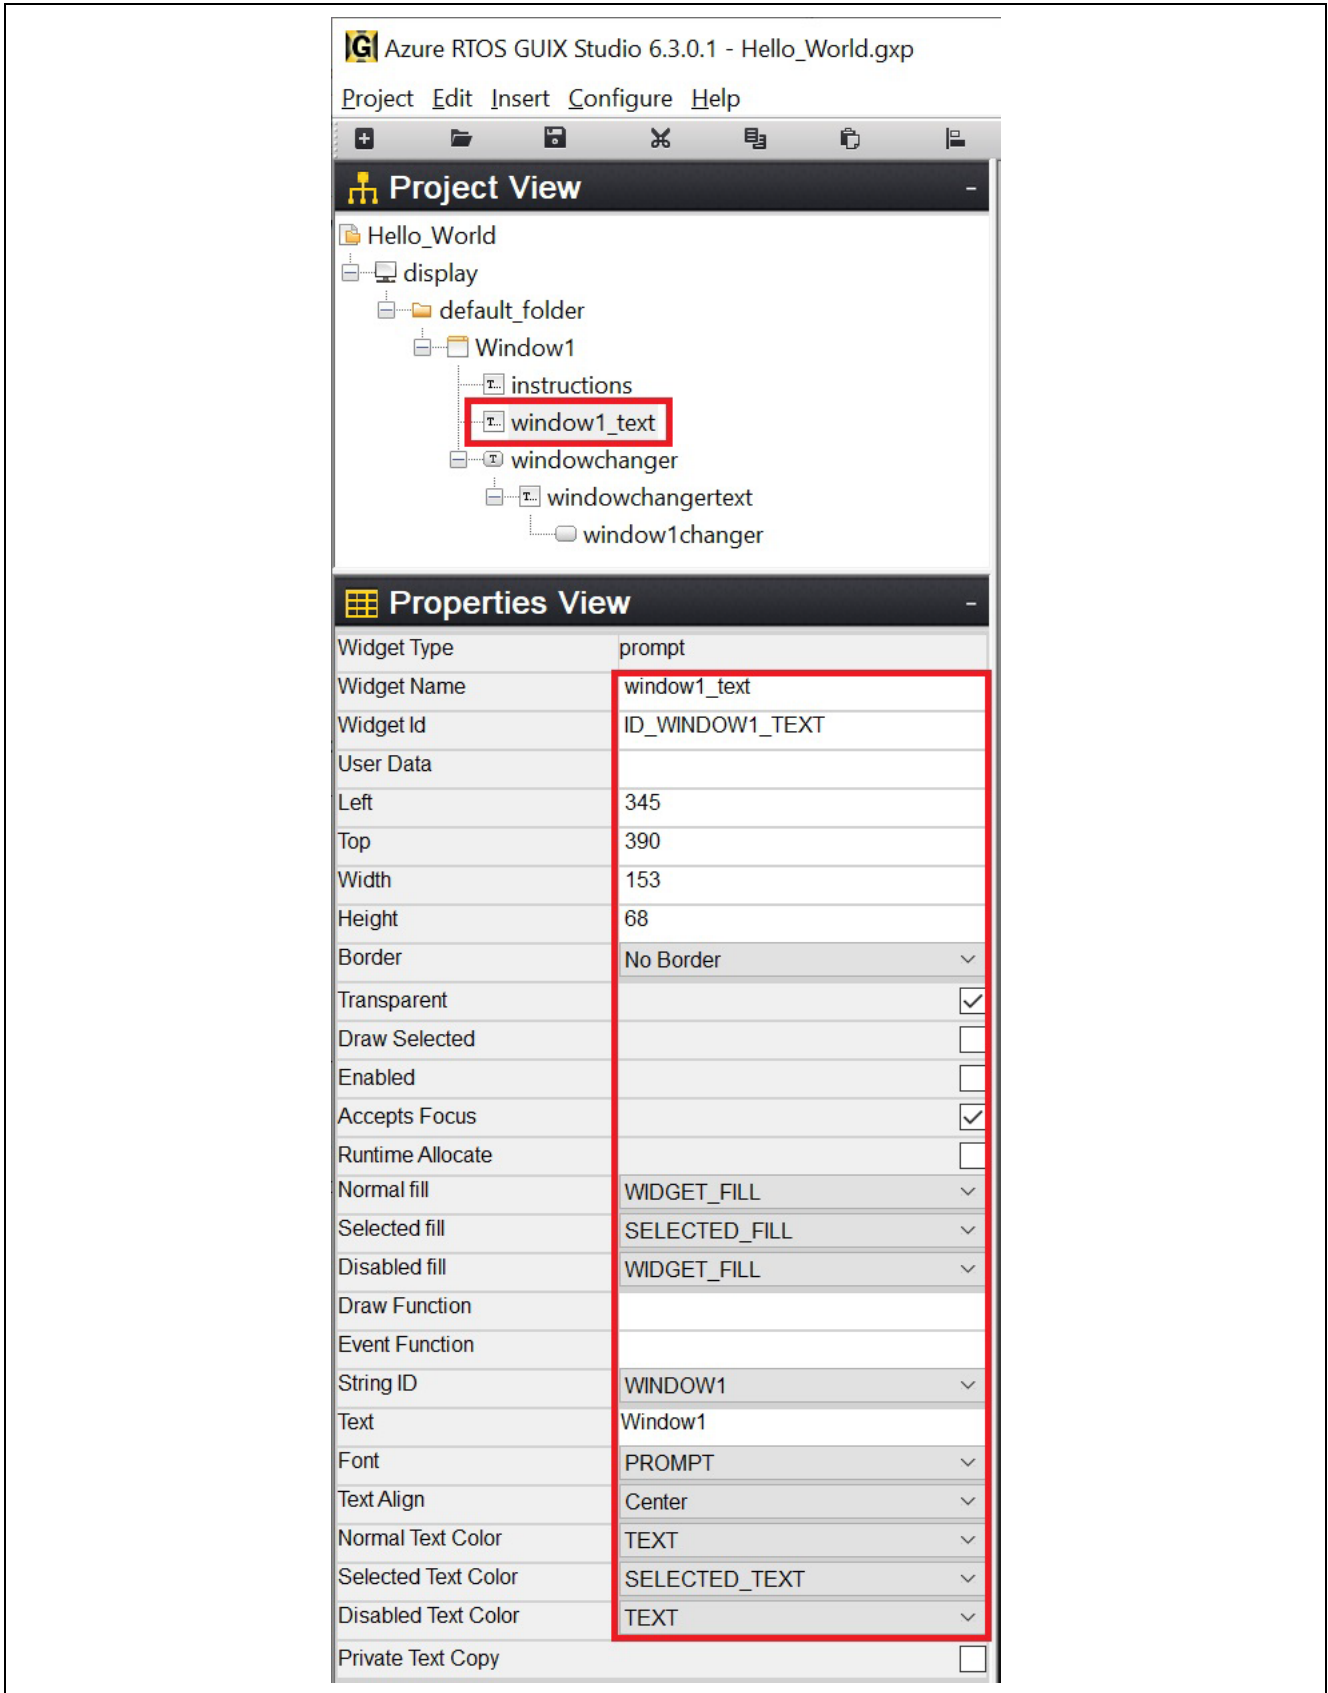 Azure RTOS GUIX Studio 6.3.0.1 - Hello_World.gxp
Project Edit Insert Configure Help
Project View -
Hello_World
display
default_folder
Window1
T... instructions
T... window1_text
T windowchanger
T... windowchangertext
window1changer
Properties View -
Widget Type prompt
Widget Name window1_text
Widget Id ID_WINDOW1_TEXT
User Data
Left 345
Top 390
Width 153
Height 68
Border No Border
Transparent
Draw Selected
Enabled
Accepts Focus
Runtime Allocate
Normal fill WIDGET_FILL
Selected fill SELECTED_FILL
Disabled fill WIDGET_FILL
Draw Function
Event Function
String ID WINDOW1
Text Window1
Font PROMPT
Text Align Center
Normal Text Color TEXT
Selected Text Color SELECTED_TEXT
Disabled Text Color TEXT
Private Text Copy